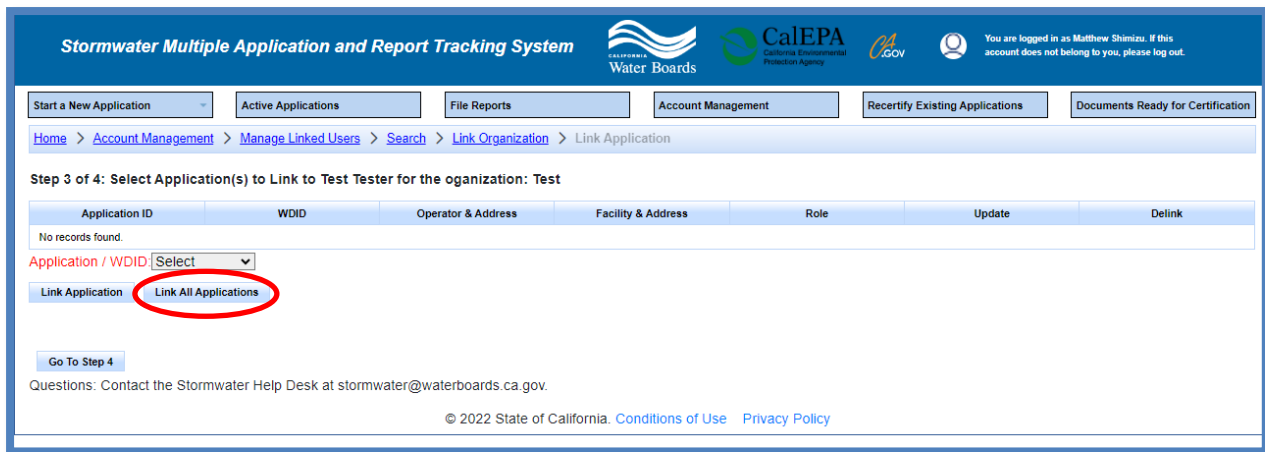 Stormwater Multiple Application and Report Tracking System
CALIFORNIA
Water Boards
CalEPA
California Environmental
Protection Agency
CA.GOV
You are logged in as Matthew Shimizu. If this
account does not belong to you, please log out.
Start a New Application Active Applications File Reports Account Management Recertify Existing Applications Documents Ready for Certification
Home > Account Management > Manage Linked Users > Search > Link Organization > Link Application
Step 3 of 4: Select Application(s) to Link to Test Tester for the oganization: Test
Application ID WDID Operator & Address Facility & Address Role Update Delink
No records found.
Application / WDID: Select
Link Application Link All Applications
Go To Step 4
Questions: Contact the Stormwater Help Desk at stormwater@waterboards.ca.gov.
© 2022 State of California. Conditions of Use Privacy Policy